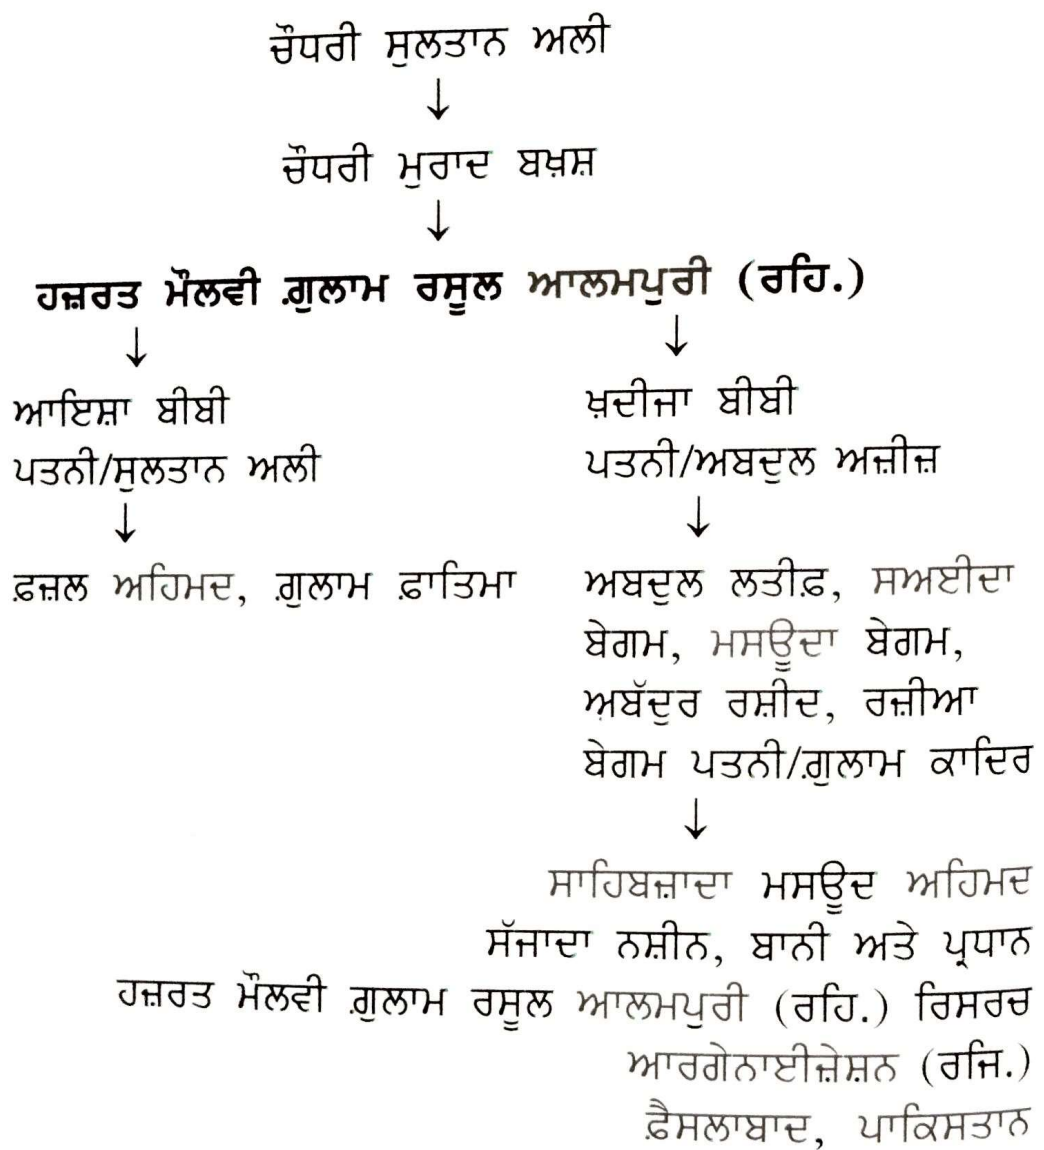 ਚੌਧਰੀ ਸੁਲਤਾਨ ਅਲੀ
↓
ਚੌਧਰੀ ਮੁਰਾਦ ਬਖ਼ਸ਼
↓
ਹਜ਼ਰਤ ਮੌਲਵੀ ਗ਼ੁਲਾਮ ਰਸੂਲ ਆਲਮਪੁਰੀ (ਰਹਿ.)
↓ ↓
ਆਇਸ਼ਾ ਬੀਬੀ
ਪਤਨੀ/ਸੁਲਤਾਨ ਅਲੀ
↓
ਫ਼ਜ਼ਲ ਅਹਿਮਦ, ਗ਼ੁਲਾਮ ਫ਼ਾਤਿਮਾ
ਖ਼ਦੀਜਾ ਬੀਬੀ
ਪਤਨੀ/ਅਬਦੁਲ ਅਜ਼ੀਜ਼
↓
ਅਬਦੁਲ ਲਤੀਫ਼, ਸਅਈਦਾ
ਬੇਗਮ, ਮਸਊਦਾ ਬੇਗਮ,
ਅਬੱਦੁਰ ਰਸ਼ੀਦ, ਰਜ਼ੀਆ
ਬੇਗਮ ਪਤਨੀ/ਗ਼ੁਲਾਮ ਕਾਦਿਰ
↓
ਸਾਹਿਬਜ਼ਾਦਾ ਮਸਊਦ ਅਹਿਮਦ
ਸੱਜਾਦਾ ਨਸ਼ੀਨ, ਬਾਨੀ ਅਤੇ ਪ੍ਰਧਾਨ
ਹਜ਼ਰਤ ਮੌਲਵੀ ਗ਼ੁਲਾਮ ਰਸੂਲ ਆਲਮਪੁਰੀ (ਰਹਿ.) ਰਿਸਰਚ
ਆਰਗੇਨਾਈਜ਼ੇਸ਼ਨ (ਰਜਿ.)
ਫ਼ੈਸਲਾਬਾਦ, ਪਾਕਿਸਤਾਨ